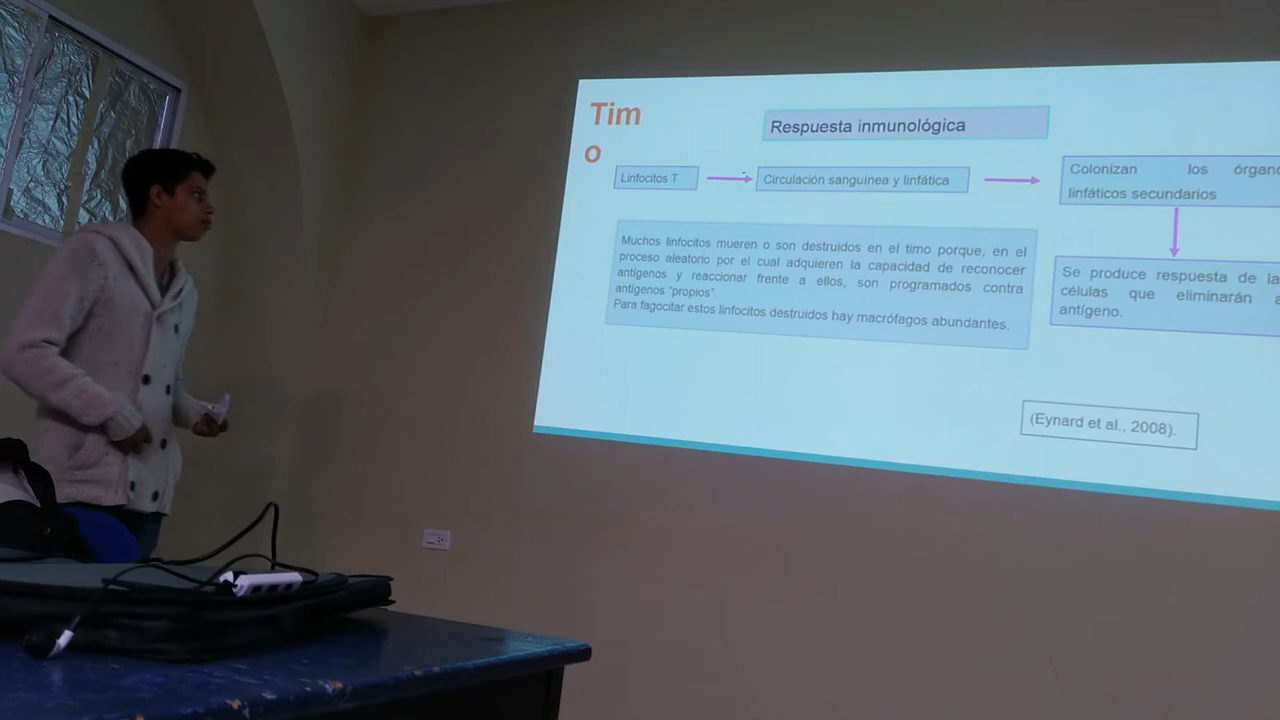 Tim
o
Respuesta inmunológica
Linfocitos T
Circulación sanguínea y linfática
Colonizan los órgano
linfáticos secundarios
Muchos linfocitos mueren o son destruidos en el timo porque, en el
proceso aleatorio por el cual adquieren la capacidad de reconocer
antígenos y reaccionar frente a ellos, son programados contra
antígenos "propios".
Para fagocitar estos linfocitos destruidos hay macrófagos abundantes.
Se produce respuesta de la
células que eliminarán a
antígeno.
(Eynard et al., 2008).